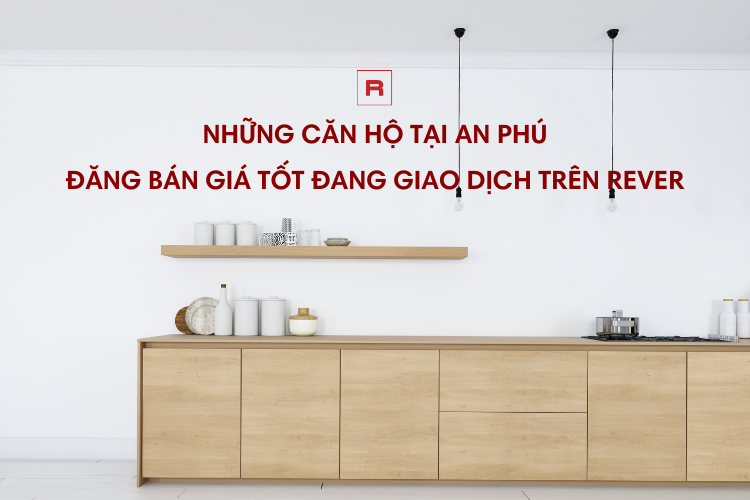 R
NHỮNG CĂN HỘ TẠI AN PHÚ
ĐĂNG BÁN GIÁ TỐT ĐANG GIAO DỊCH TRÊN REVER